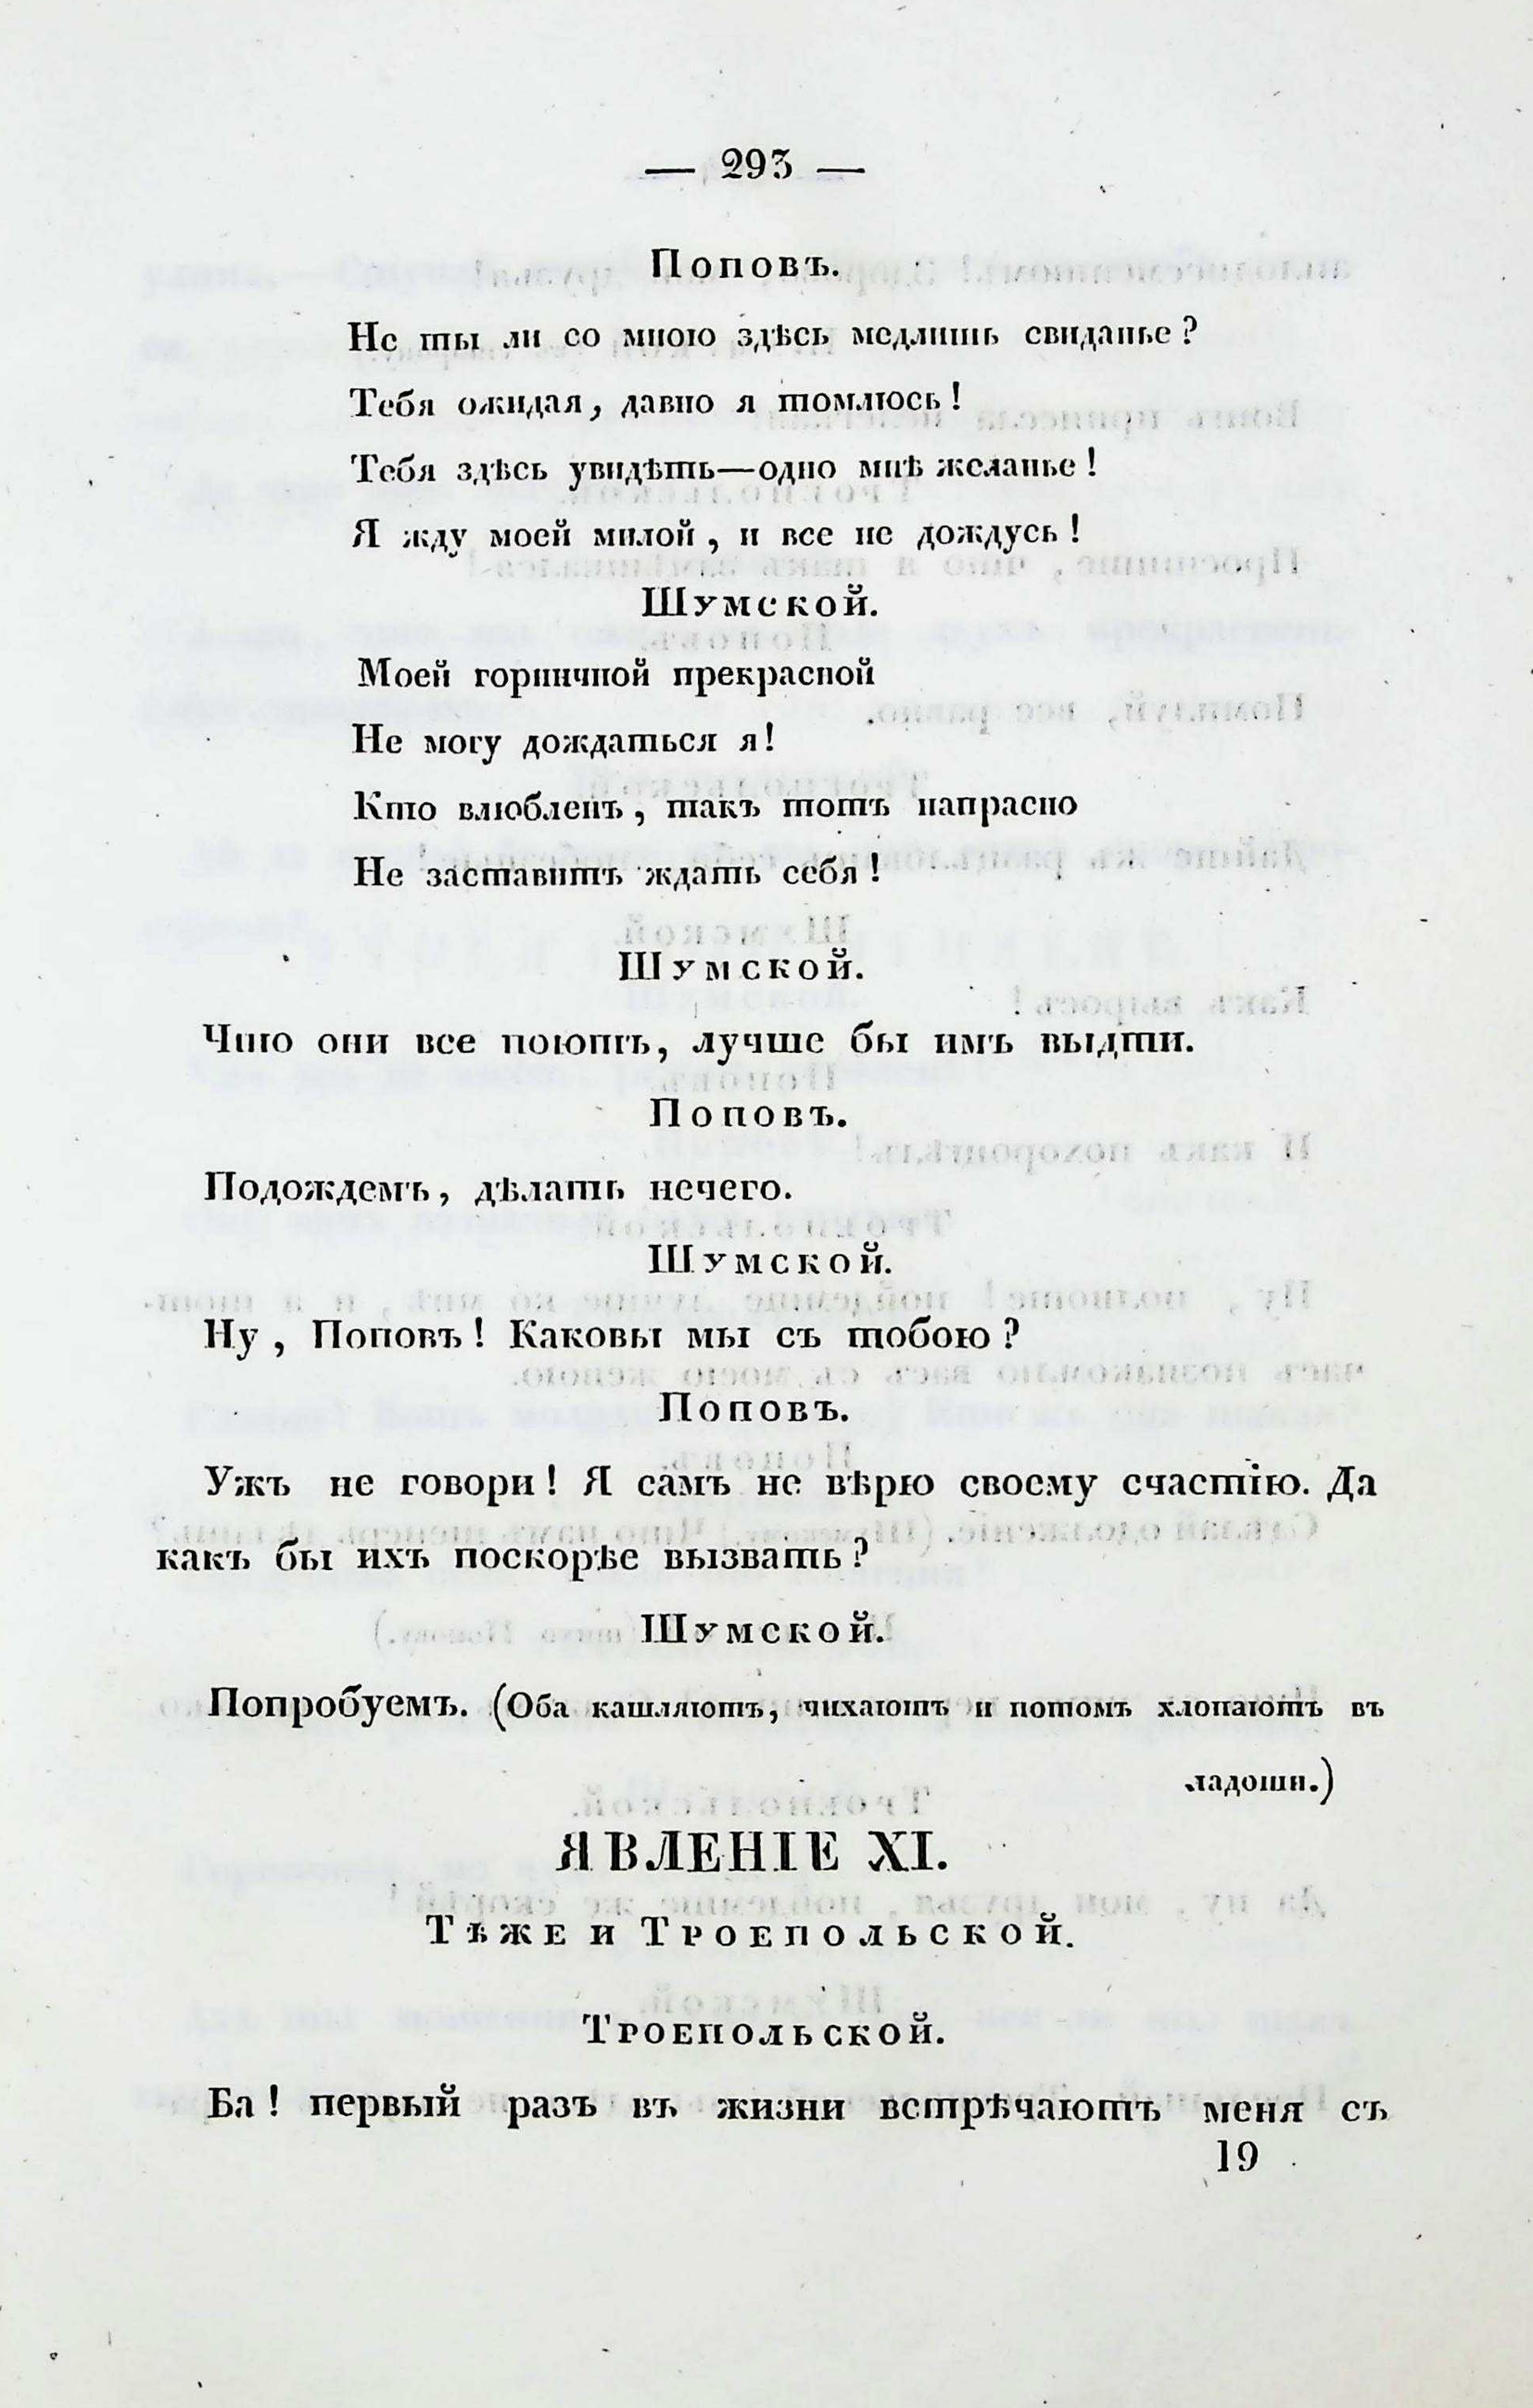 — 293 —
Поповъ.
Не ты ли со мною здѣсь медлишь свиданье?
Тебя ожидая, давно я томлюсь!
Тебя здѣсь увидѣть—одно мнѣ желанье!
Я жду моей милой, и все не дождусь!
Шумской.
Моей горничной прекрасной
Не могу дождаться я!
Кто влюбленъ, такъ тотъ напрасно
Не заставитъ ждать себя!
Шумской.
Что они все поютъ, лучше бы имъ выдти.
Поповъ.
Подождемъ, дѣлать нечего.
Шумской.
Ну, Поповъ! Каковы мы съ тобою?
Поповъ.
Ужъ не говори! Я самъ не вѣрю своему счастію. Да
какъ бы ихъ поскорѣе вызвать?
Шумской.
Попробуемъ. (Оба кашляютъ, чихаютъ и потомъ хлопаютъ въ
ладоши.)
ЯВЛЕНІЕ XI.
Тѣже и Троепольской.
Троепольской.
Ба! первый разъ въ жизни встрѣчаютъ меня съ
19